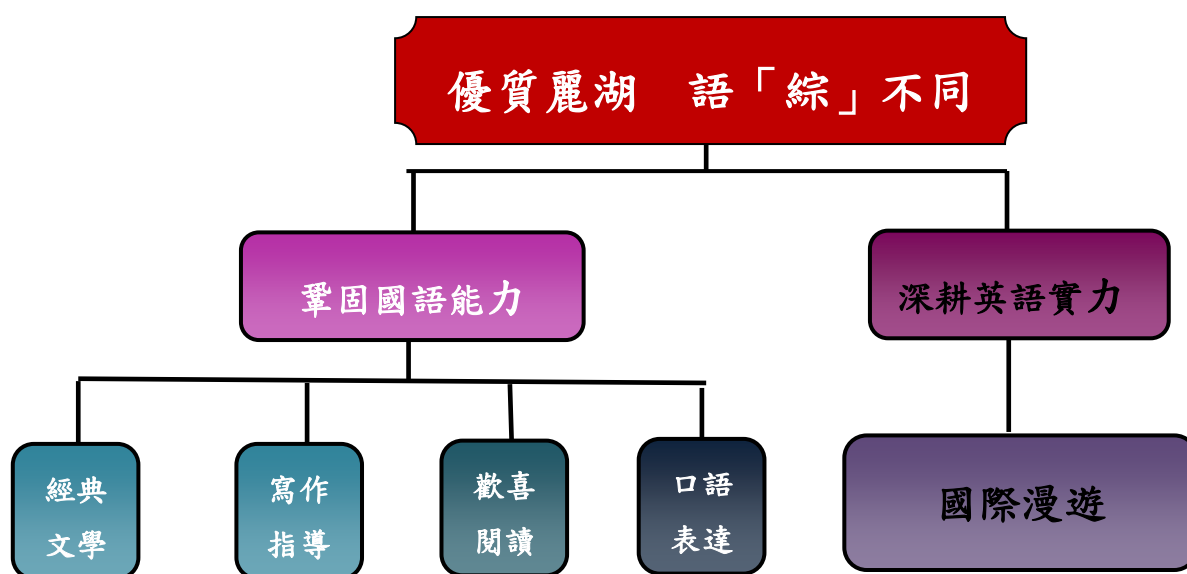 優質麗湖　語「綜」不同
鞏固國語能力
深耕英語實力
經典
文學
寫作
指導
歡喜
閱讀
口語
表達
國際漫遊